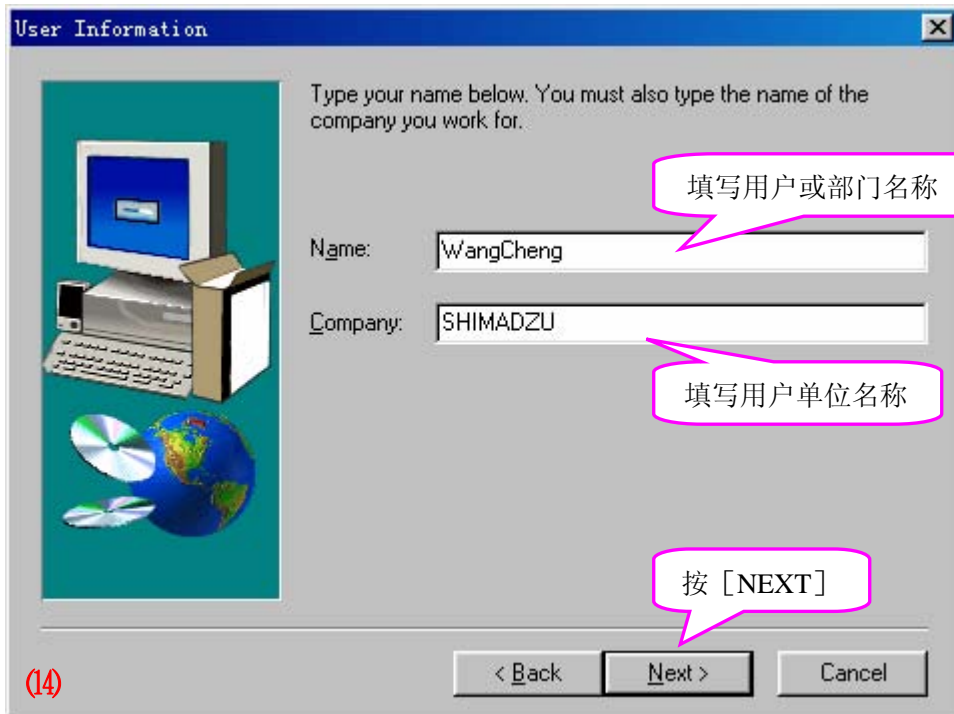 User Information
Type your name below. You must also type the name of the
company you work for.
填写用户或部门名称
Name:
WangCheng
Company:
SHIMADZU
填写用户单位名称
按［NEXT］
(14)
< Back
Next >
Cancel